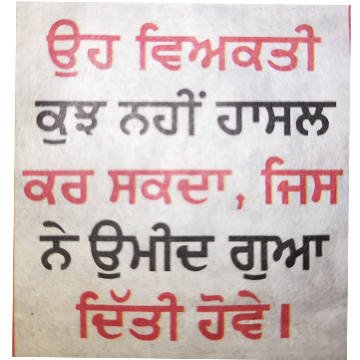 ਉਹ ਵਿਅਕਤੀ
ਕੁਝ ਨਹੀਂ ਹਾਸਲ
ਕਰ ਸਕਦਾ, ਜਿਸ
ਨੇ ਉਮੀਦ ਗੁਆ
ਦਿੱਤੀ ਹੋਵੇ।